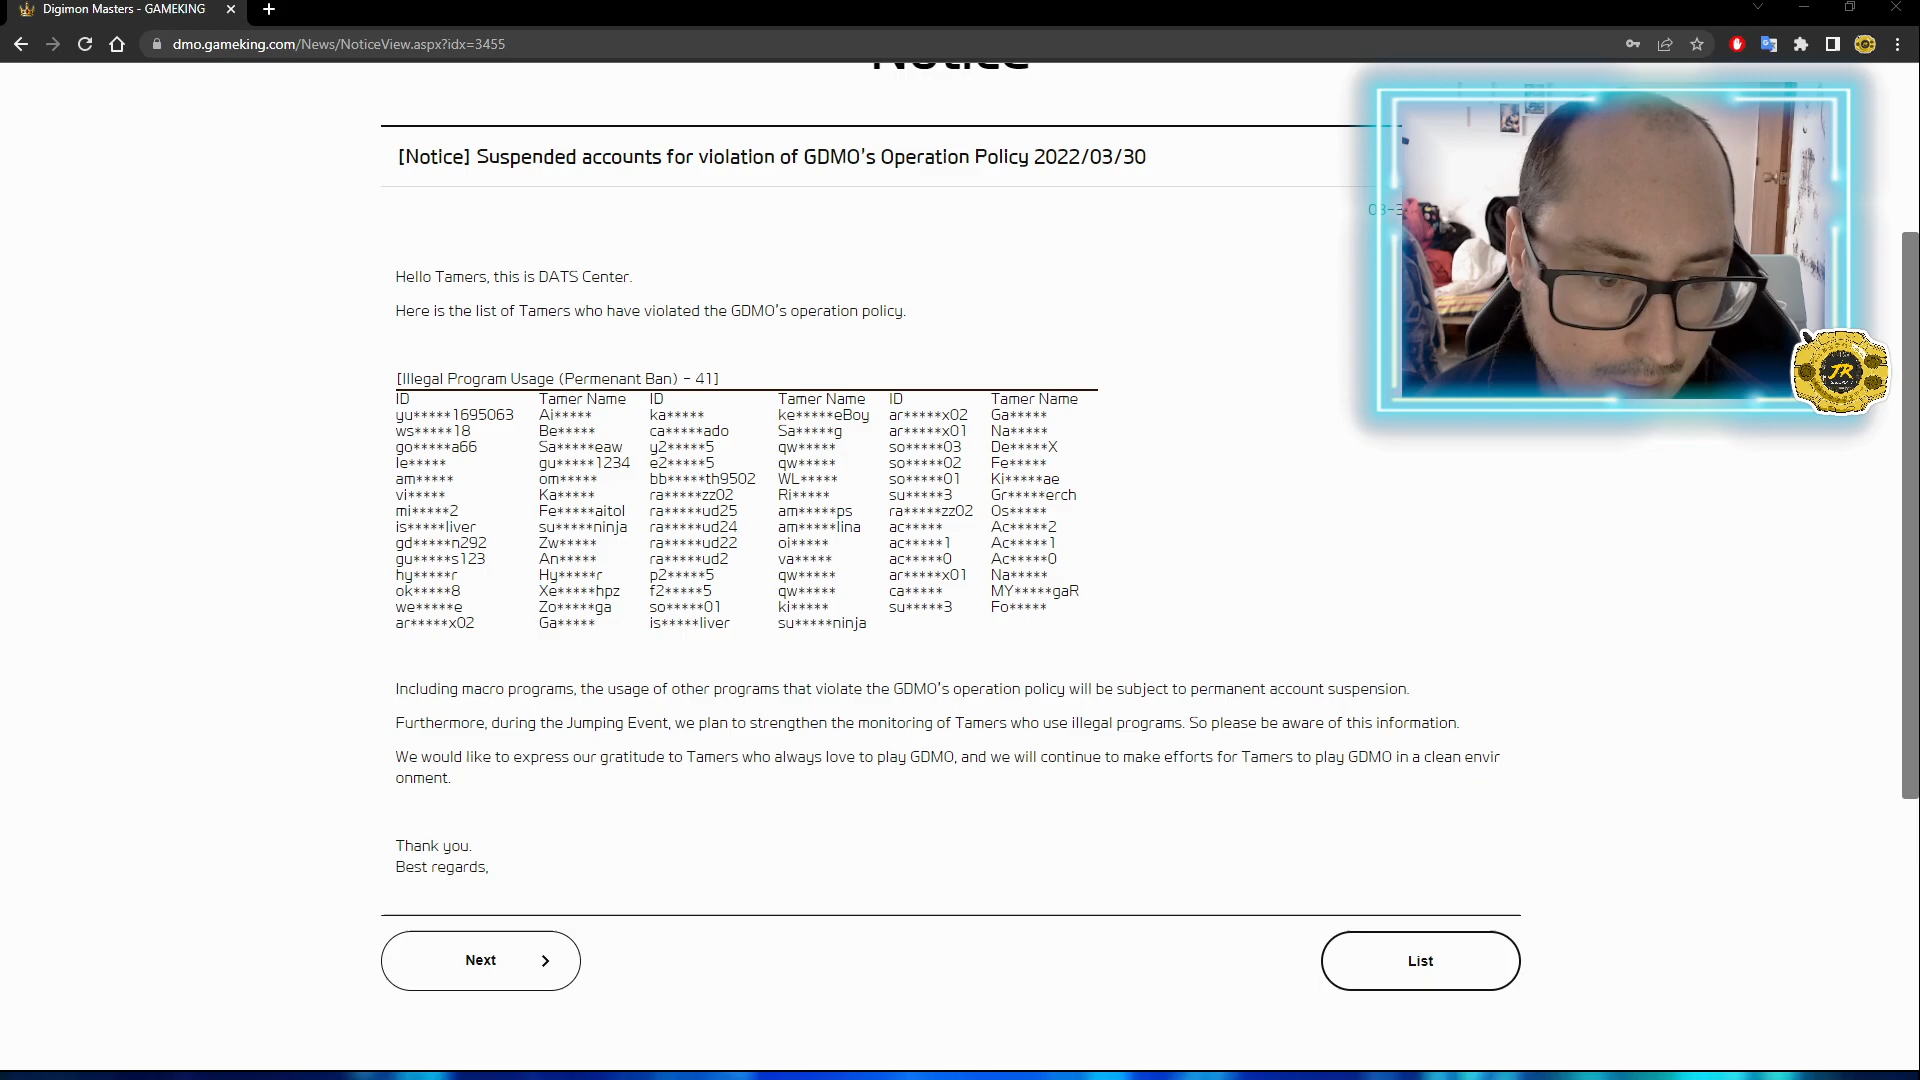 Digimon Masters - GAMEKING
dmo.gameking.com/News/NoticeView.aspx?idx=3455
Notice
[Notice] Suspended accounts for violation of GDMO's Operation Policy 2022/03/30
Hello Tamers, this is DATS Center.
Here is the list of Tamers who have violated the GDMO's operation policy.
[Illegal Program Usage (Permenant Ban) - 41]
ID Tamer Name ID Tamer Name ID Tamer Name
yu*****1695063 Ai***** ka***** ke*****eBoy ar*****x02 Ga*****
ws*****18 Be***** ca*****ado Sa*****g ar*****x01 Na*****
go*****a66 Sa*****eaw y2*****5 qw***** so*****03 De*****X
le***** gu*****1234 e2*****5 qw***** so*****02 Fe*****
am***** om***** bb*****th9502 WL***** so*****01 Ki*****ae
vi***** Ka***** ra*****zz02 Ri***** su*****3 Gr*****erch
mi*****2 Fe*****aitol ra*****ud25 am*****ps ra*****zz02 Os*****
is*****liver su*****ninja ra*****ud24 am*****lina ac***** Ac*****2
gd*****n292 Zw***** ra*****ud22 oi***** ac*****1 Ac*****1
gu*****s123 An***** ra*****ud2 va***** ac*****0 Ac*****0
hy*****r Hy*****r p2*****5 qw***** ar*****x01 Na*****
ok*****8 Xe*****hpz f2*****5 qw***** ca***** MY*****gaR
we*****e Zo*****ga so*****01 ki***** su*****3 Fo*****
ar*****x02 Ga***** is*****liver su*****ninja
Including macro programs, the usage of other programs that violate the GDMO's operation policy will be subject to permanent account suspension.
Furthermore, during the Jumping Event, we plan to strengthen the monitoring of Tamers who use illegal programs. So please be aware of this information.
We would like to express our gratitude to Tamers who always love to play GDMO, and we will continue to make efforts for Tamers to play GDMO in a clean envir
onment.
Thank you.
Best regards,
Next
List
JR